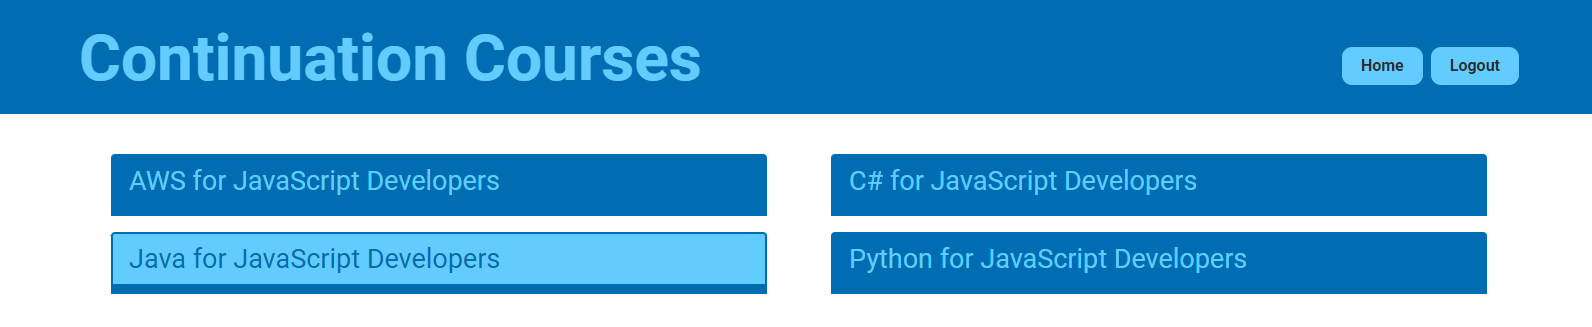 Continuation Courses
Home
Logout
AWS for JavaScript Developers
C# for JavaScript Developers
Java for JavaScript Developers
Python for JavaScript Developers